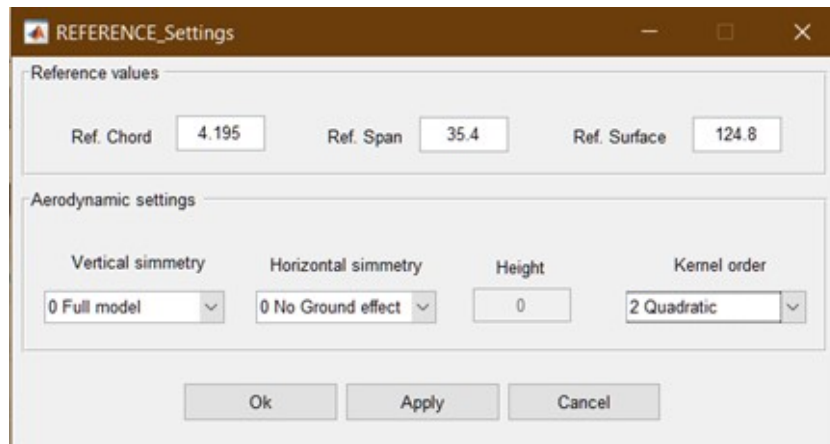 REFERENCE_Settings
Reference values
Ref. Chord 4.195 Ref. Span 35.4 Ref. Surface 124.8
Aerodynamic settings
Vertical simmetry Horizontal simmetry Height Kernel order
0 Full model 0 No Ground effect 0 2 Quadratic
Ok Apply Cancel